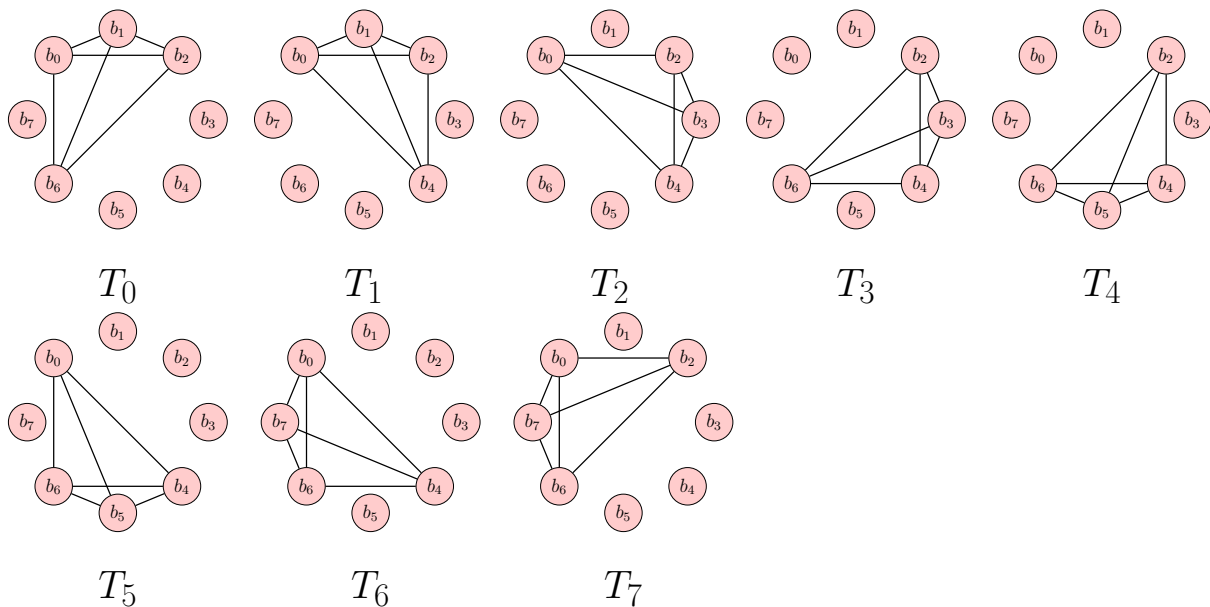 b₁ b₁ b₁ b₁ b₁
b₀ b₂ b₀ b₂ b₀ b₂ b₀ b₂ b₀ b₂
b₇ b₃ b₇ b₃ b₇ b₃ b₇ b₃ b₇ b₃
b₆ b₄ b₆ b₄ b₆ b₄ b₆ b₄ b₆ b₄
b₅ b₅ b₅ b₅ b₅
T₀ T₁ T₂ T₃ T₄
b₁ b₁ b₁
b₀ b₂ b₀ b₂ b₀ b₂
b₇ b₃ b₇ b₃ b₇ b₃
b₆ b₄ b₆ b₄ b₆ b₄
b₅ b₅ b₅
T₅ T₆ T₇